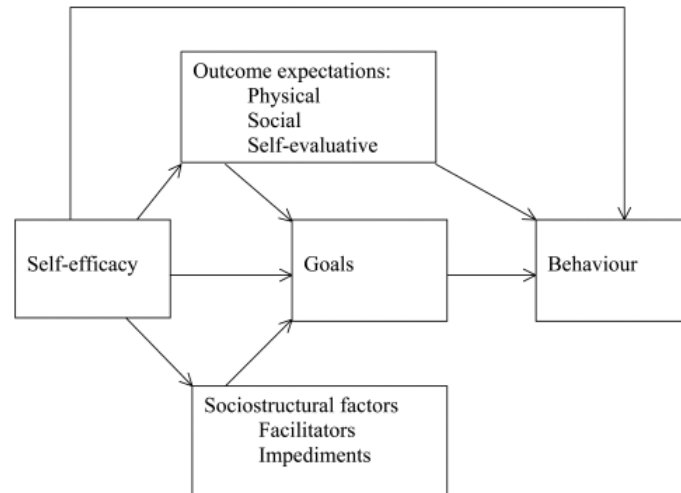 Outcome expectations:
Physical
Social
Self-evaluative
Self-efficacy
Goals
Behaviour
Sociostructural factors
Facilitators
Impediments